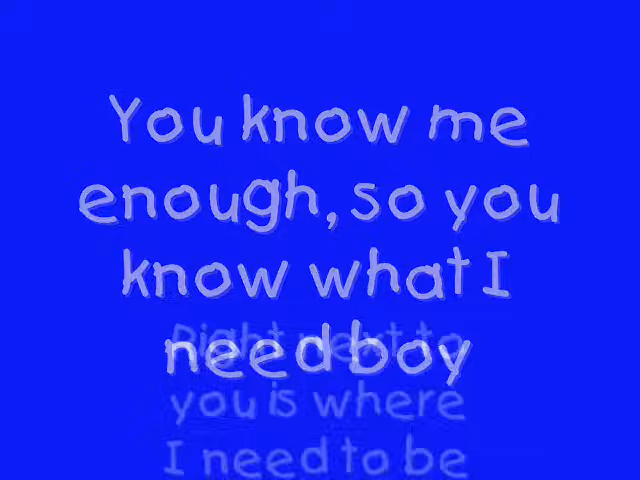 You know me
enough, so you
know what I
need boy
Right next to
you is where
I need to be